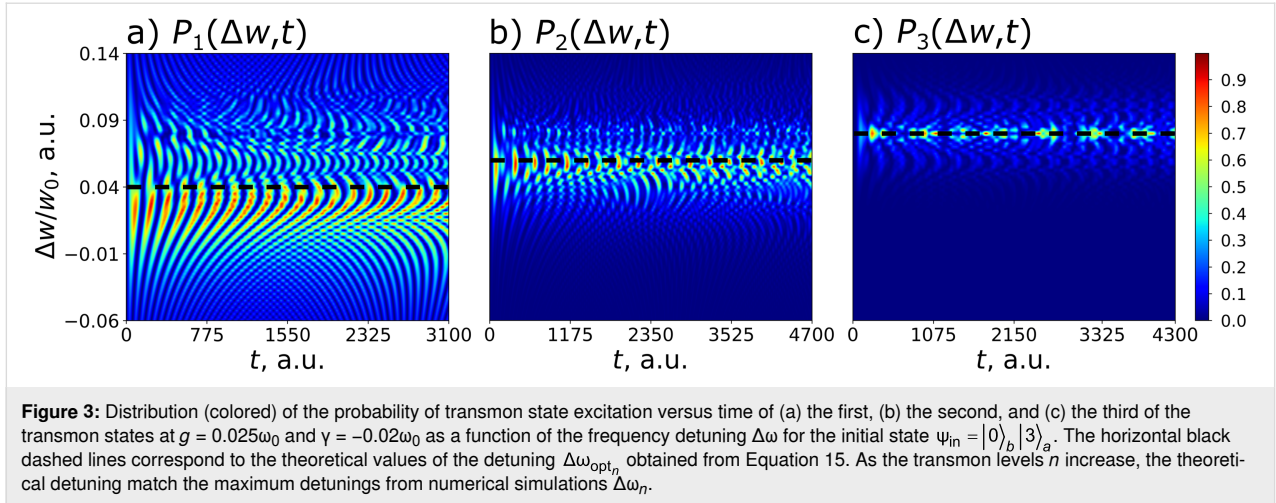 a) P₁(Δw,t)
b) P₂(Δw,t)
c) P₃(Δw,t)
Δw/w₀, a.u.
0.14
0.09
0.04
−0.01
−0.06
0 775 1550 2325 3100
t, a.u.
0 1175 2350 3525 4700
t, a.u.
0 1075 2150 3225 4300
t, a.u.
0.9
0.8
0.7
0.6
0.5
0.4
0.3
0.2
0.1
0.0
Figure 3: Distribution (colored) of the probability of transmon state excitation versus time of (a) the first, (b) the second, and (c) the third of the
transmon states at g = 0.025ω₀ and γ = −0.02ω₀ as a function of the frequency detuning Δω for the initial state ψ_in = |0⟩_b |3⟩_a. The horizontal black
dashed lines correspond to the theoretical values of the detuning Δω_optₙ obtained from Equation 15. As the transmon levels n increase, the theoreti-
cal detuning match the maximum detunings from numerical simulations Δωₙ.